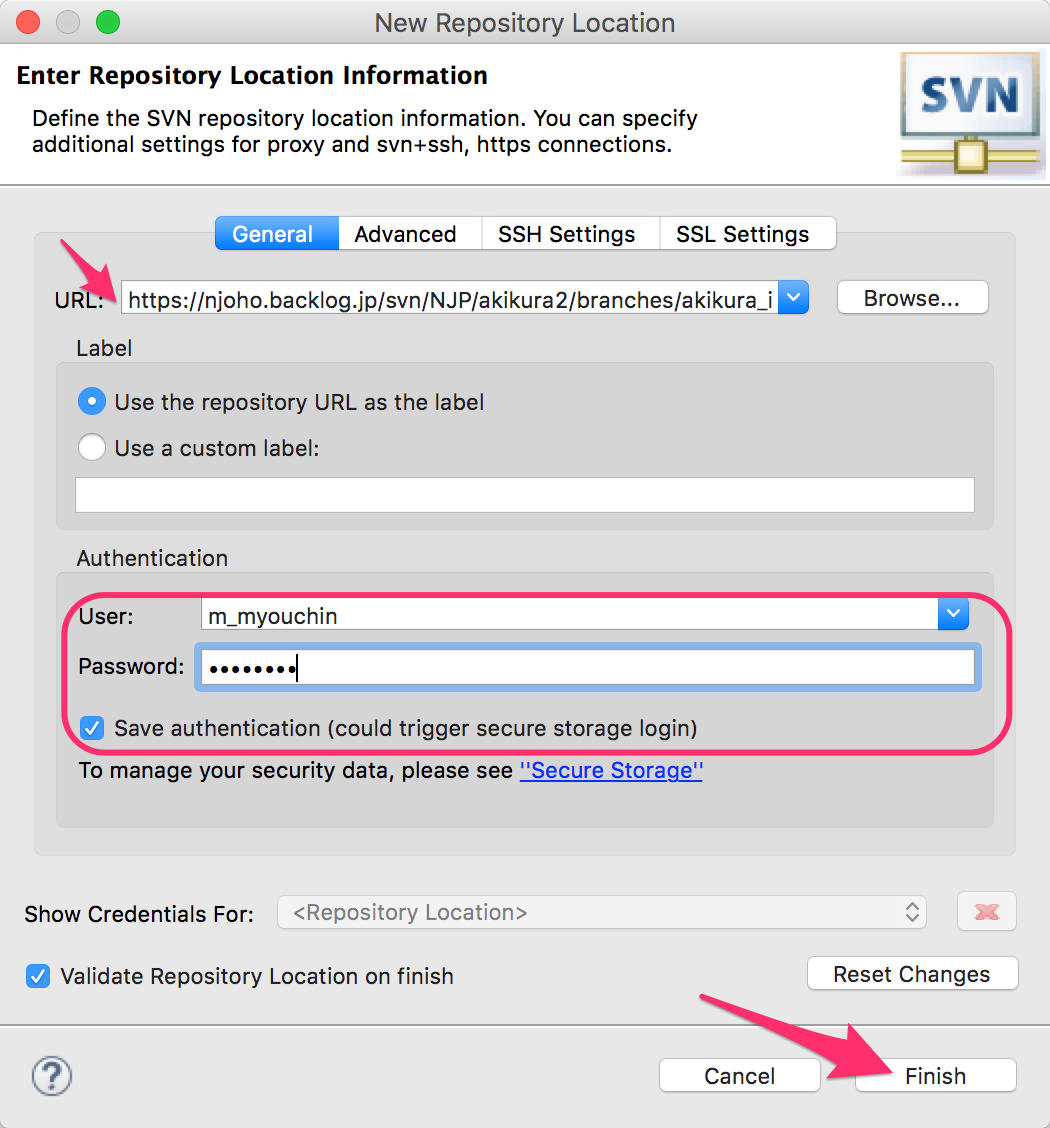 New Repository Location
Enter Repository Location Information
Define the SVN repository location information. You can specify
additional settings for proxy and svn+ssh, https connections.
SVN
General Advanced SSH Settings SSL Settings
URL: https://njoho.backlog.jp/svn/NJP/akikura2/branches/akikura_i Browse...
Label
Use the repository URL as the label
Use a custom label:
Authentication
User: m_myouchin
Password: ••••••••
Save authentication (could trigger secure storage login)
To manage your security data, please see ''Secure Storage''
Show Credentials For: <Repository Location>
Validate Repository Location on finish Reset Changes
? Cancel Finish